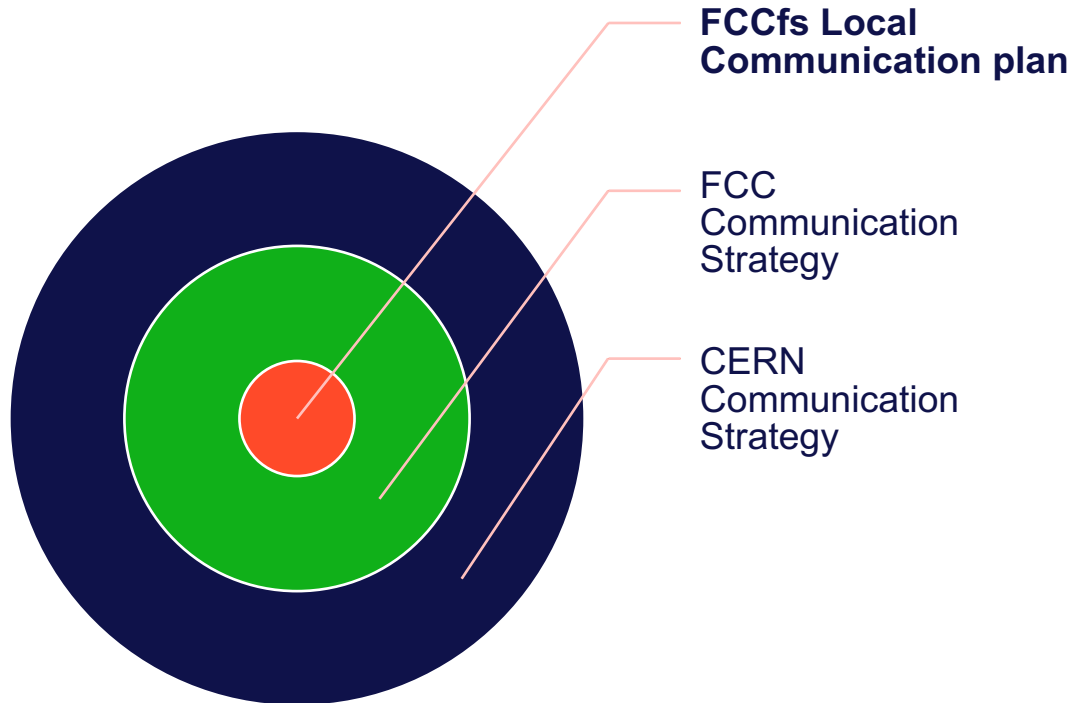 FCCfs Local
Communication plan
FCC
Communication
Strategy
CERN
Communication
Strategy